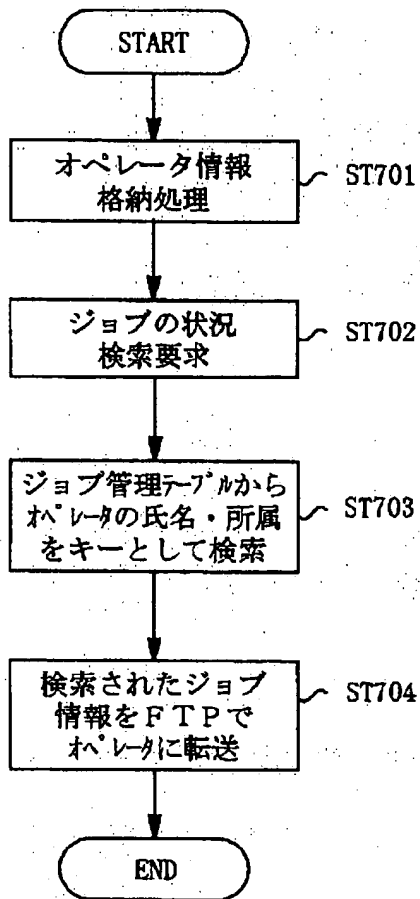 START
オペレータ情報
格納処理
ST701
ジョブの状況
検索要求
ST702
ジョブ管理ﾃｰﾌﾞﾙから
ｵﾍﾟﾚｰﾀの氏名・所属
をキーとして検索
ST703
検索されたジョブ
情報をＦＴＰで
ｵﾍﾟﾚｰﾀに転送
ST704
END